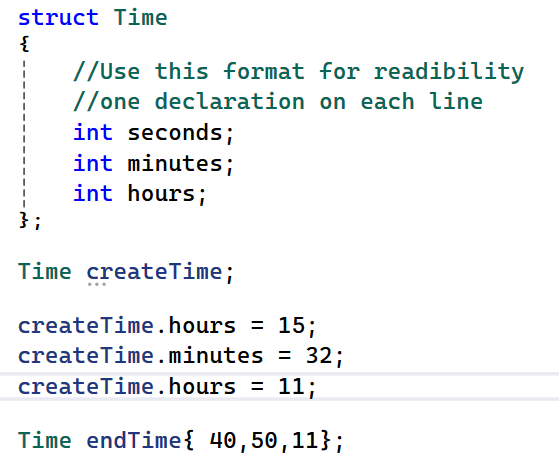 struct Time
{
//Use this format for readibility
//one declaration on each line
int seconds;
int minutes;
int hours;
};
Time createTime;
createTime.hours = 15;
createTime.minutes = 32;
createTime.hours = 11;
Time endTime{ 40,50,11};